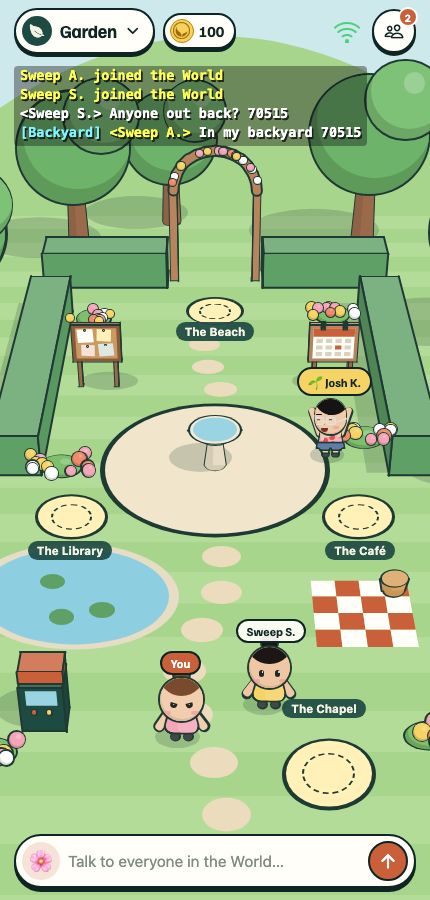 Garden
100
2
Sweep A. joined the World
Sweep S. joined the World
<Sweep S.> Anyone out back? 70515
[Backyard] <Sweep A.> In my backyard 70515
The Beach
Josh K.
The Library
The Café
Sweep S.
You
The Chapel
Talk to everyone in the World...